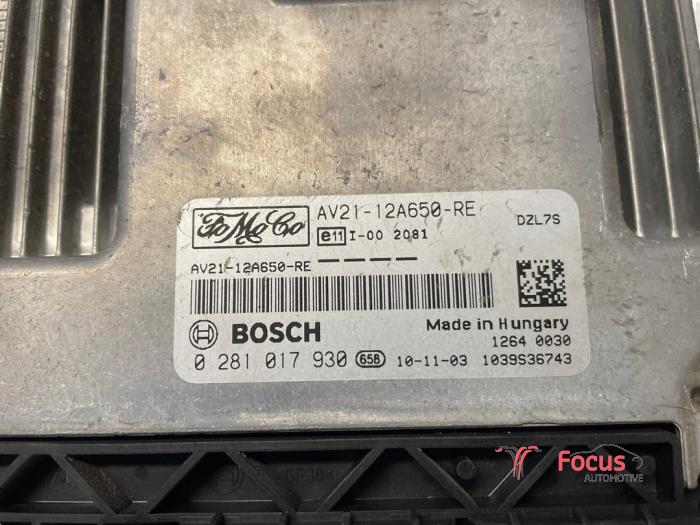 FoMoCo
AV21-12A650-RE
DZL7S
e11 I-00 2081
AV21-12A650-RE
BOSCH
Made in Hungary
1264 0030
0 281 017 930 658 10-11-03 1039S36743
Focus
AUTOMOTIVE